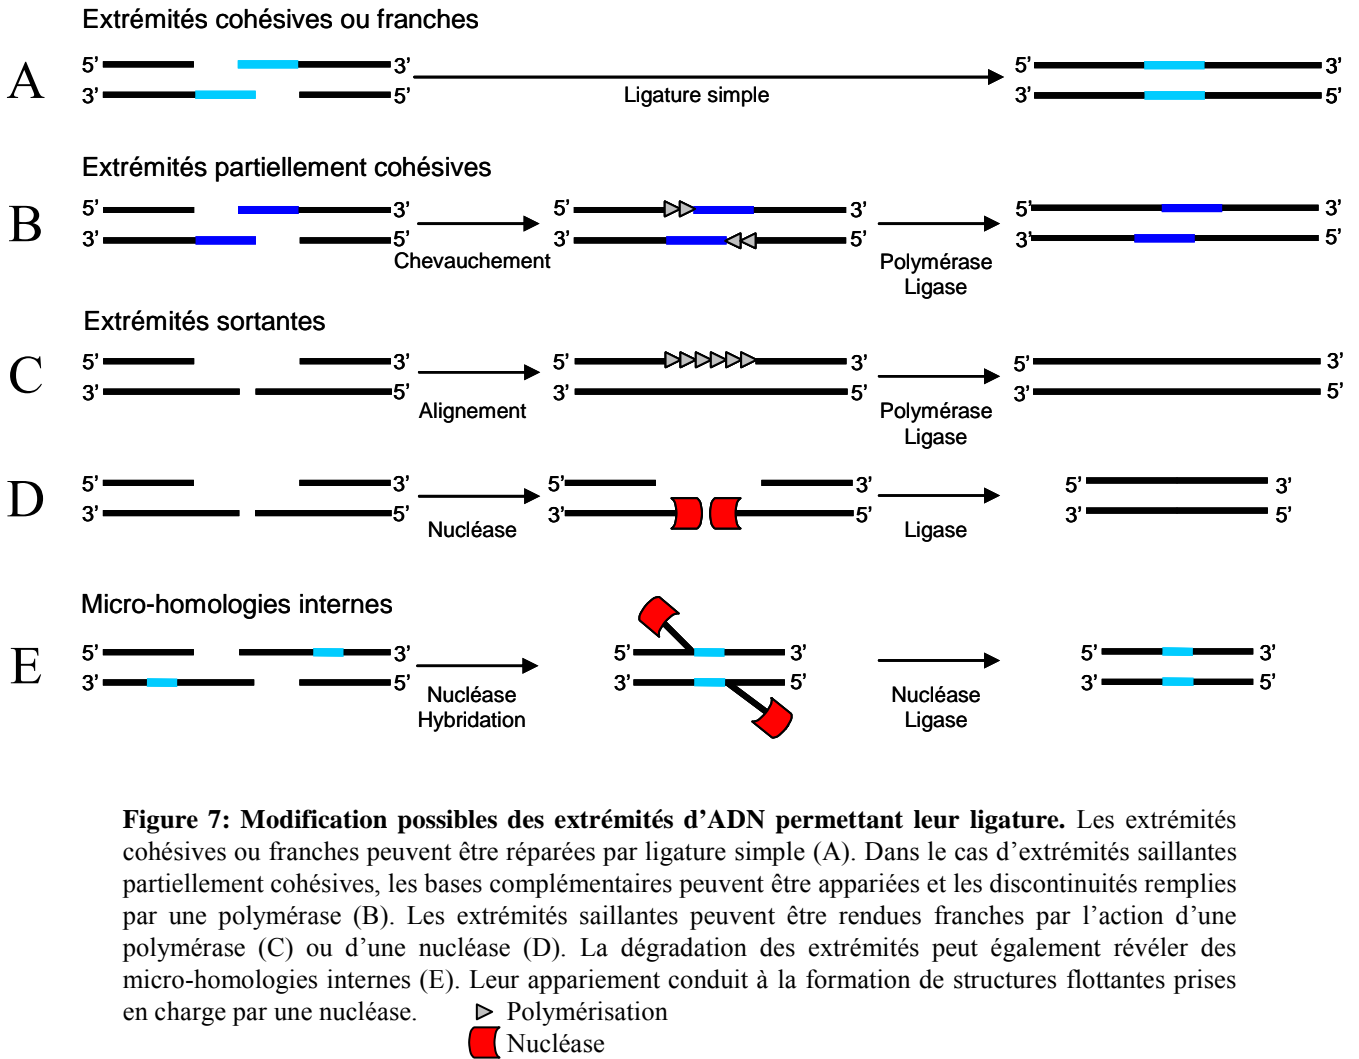 Extrémités cohésives ou franches
A 5’ 3’ 5’ 3’
3’ 5’ Ligature simple 3’ 5’
Extrémités partiellement cohésives
B 5’ 3’ 5’ 3’ 5’ 3’
3’ 5’ 3’ 5’ 3’ 5’
Chevauchement Polymérase
Ligase
Extrémités sortantes
C 5’ 3’ 5’ 3’ 5’ 3’
3’ 5’ 3’ 5’ 3’ 5’
Alignement Polymérase
Ligase
D 5’ 3’ 5’ 3’ 5’ 3’
3’ 5’ 3’ 5’ 3’ 5’
Nucléase Ligase
Micro-homologies internes
E 5’ 3’ 5’ 3’ 5’ 3’
3’ 5’ 3’ 5’ 3’ 5’
Nucléase Nucléase
Hybridation Ligase
Figure 7: Modification possibles des extrémités d’ADN permettant leur ligature. Les extrémités
cohésives ou franches peuvent être réparées par ligature simple (A). Dans le cas d’extrémités saillantes
partiellement cohésives, les bases complémentaires peuvent être appariées et les discontinuités remplies
par une polymérase (B). Les extrémités saillantes peuvent être rendues franches par l’action d’une
polymérase (C) ou d’une nucléase (D). La dégradation des extrémités peut également révéler des
micro-homologies internes (E). Leur appariement conduit à la formation de structures flottantes prises
en charge par une nucléase. Polymérisation
Nucléase